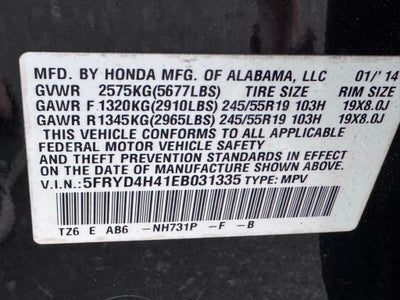 MFD. BY HONDA MFG. OF ALABAMA, LLC 01/'14
GVWR 2575KG(5677LBS) TIRE SIZE RIM SIZE
GAWR F 1320KG(2910LBS) 245/55R19 103H 19X8.0J
GAWR R 1345KG(2965LBS) 245/55R19 103H 19X8.0J
THIS VEHICLE CONFORMS TO ALL APPLICABLE
FEDERAL MOTOR VEHICLE SAFETY AND
THEFT PREVENTION STANDARDS IN EFFECT
ON THE DATE OF MANUFACTURE SHOWN ABOVE.
V.I.N.:5FRYD4H41EB031335 TYPE: MPV
TZ6 E AB6 -NH731P -F -B